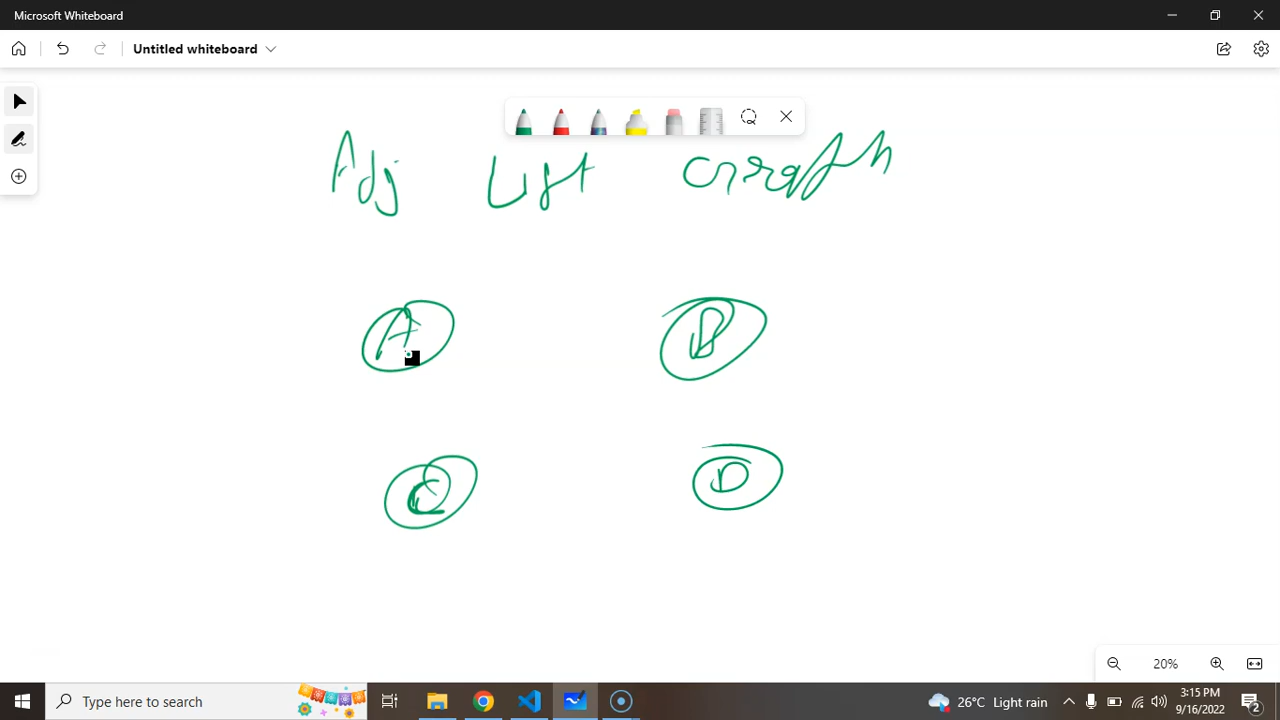 Microsoft Whiteboard
Untitled whiteboard
Adj List Graph
A B
C D
20%
Type here to search
26°C Light rain
3:15 PM
9/16/2022
2